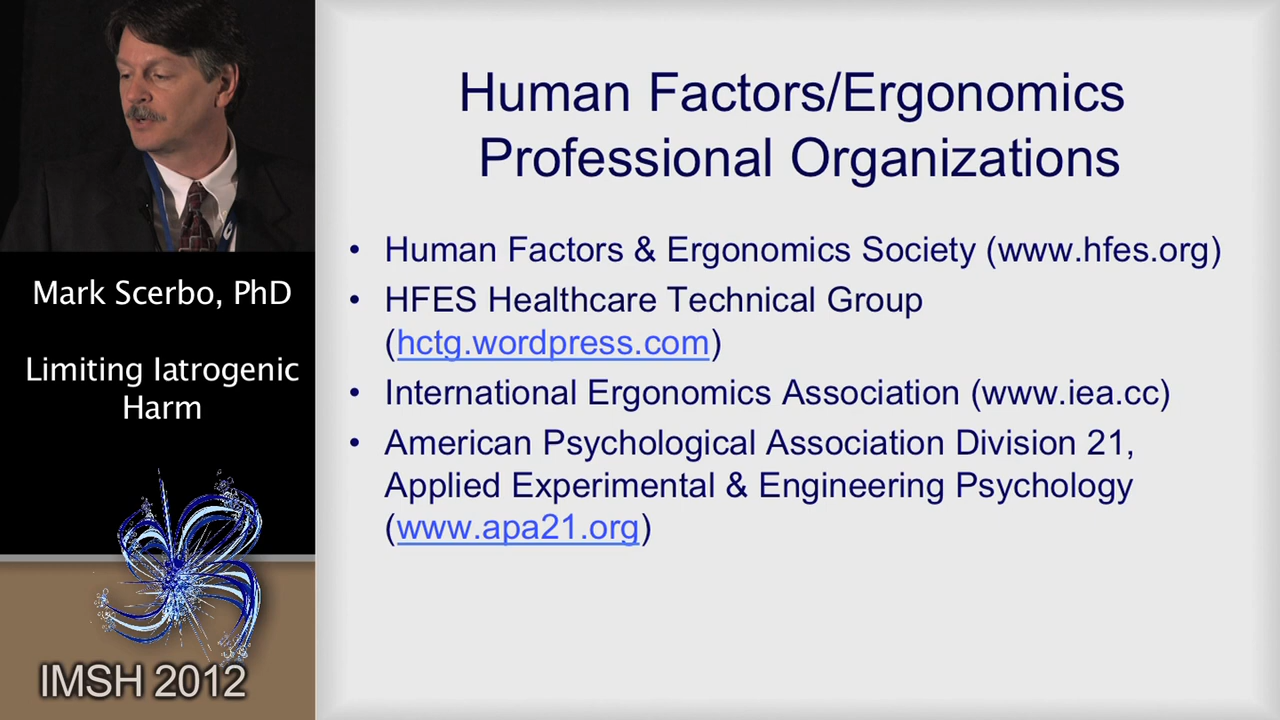 Mark Scerbo, PhD
Limiting Iatrogenic
Harm
IMSH 2012
Human Factors/Ergonomics
Professional Organizations
• Human Factors & Ergonomics Society (www.hfes.org)
• HFES Healthcare Technical Group
(hctg.wordpress.com)
• International Ergonomics Association (www.iea.cc)
• American Psychological Association Division 21,
Applied Experimental & Engineering Psychology
(www.apa21.org)